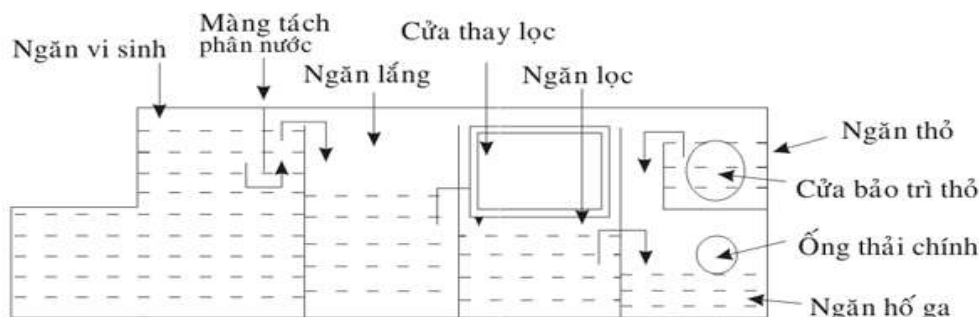 Ngăn vi sinh
Màng tách
phân nước
Ngăn lắng
Cửa thay lọc
Ngăn lọc
Ngăn thỏ
Cửa bảo trì thỏ
Ống thải chính
Ngăn hố ga